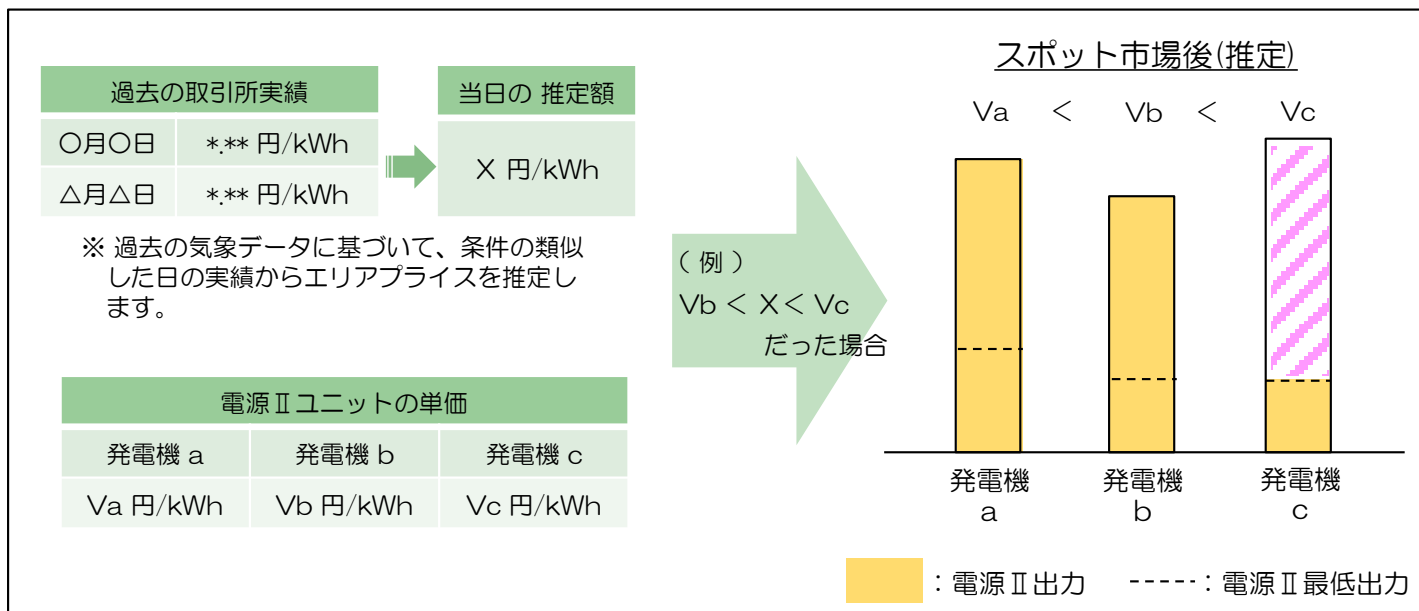 過去の取引所実績
○月○日 *.** 円/kWh
△月△日 *.** 円/kWh
当日の 推定額
X 円/kWh
※ 過去の気象データに基づいて、条件の類似
した日の実績からエリアプライスを推定し
ます。
電源Ⅱユニットの単価
発電機 a 発電機 b 発電機 c
Va 円/kWh Vb 円/kWh Vc 円/kWh
( 例 )
Vb < X < Vc
だった場合
スポット市場後(推定)
Va < Vb < Vc
発電機 発電機 発電機
a b c
:電源Ⅱ出力 :電源Ⅱ最低出力